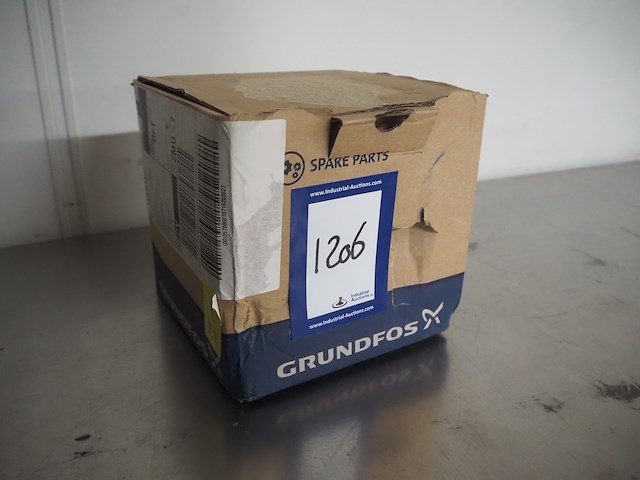 SPARE PARTS
www.Industrial-Auctions.com
1206
Industrial
Auctions
www.Industrial-Auctions.com
GRUNDFOS